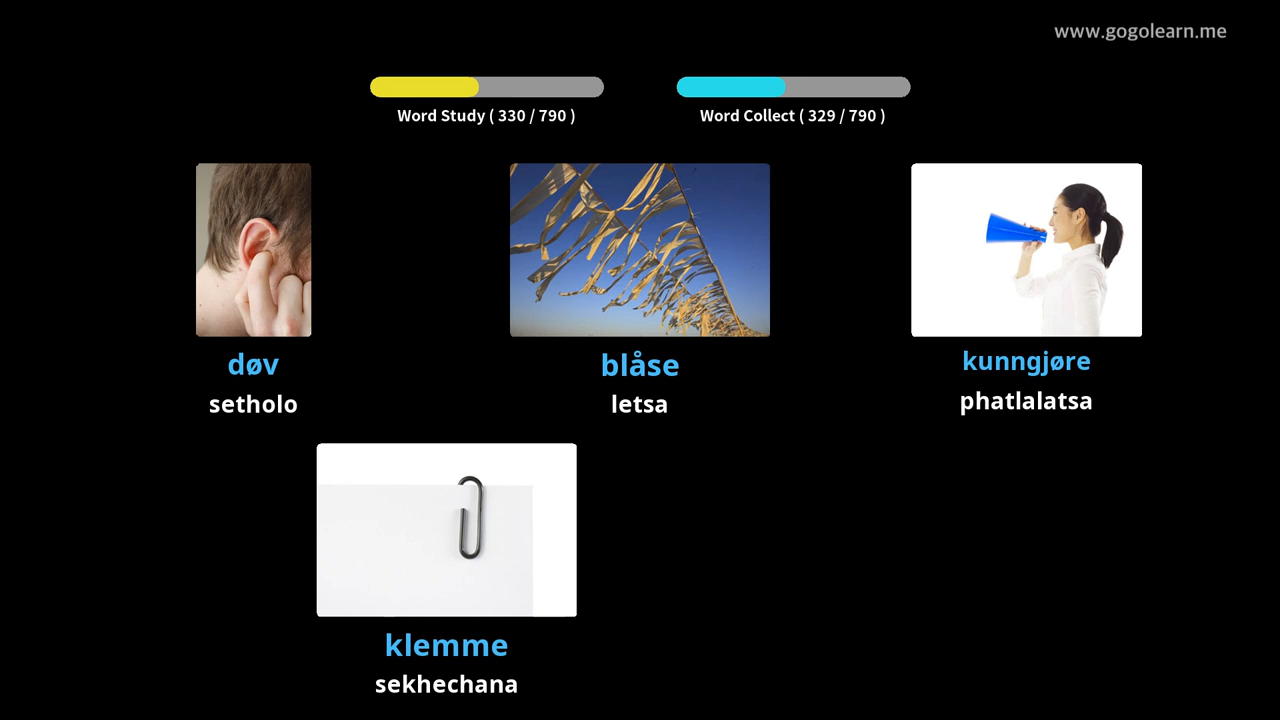 www.gogolearn.me
Word Study ( 330 / 790 )
Word Collect ( 329 / 790 )
døv
setholo
blåse
letsa
kunngjøre
phatlalatsa
klemme
sekhechana